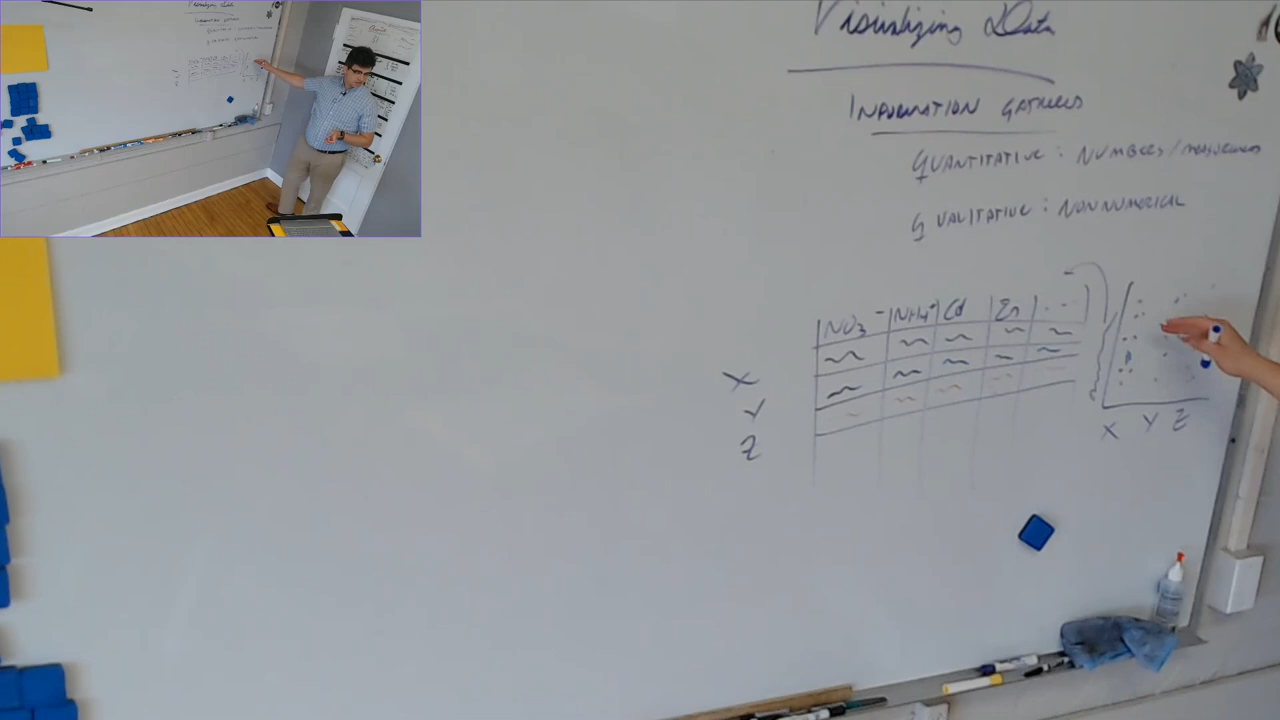 Visualizing Data
INFORMATION GATHERED
QUANTITATIVE: NUMBERS/measurements
QUALITATIVE: NONNUMERICAL
NO3- NH4+ Cd Zn ...
X
Y
Z
X Y Z